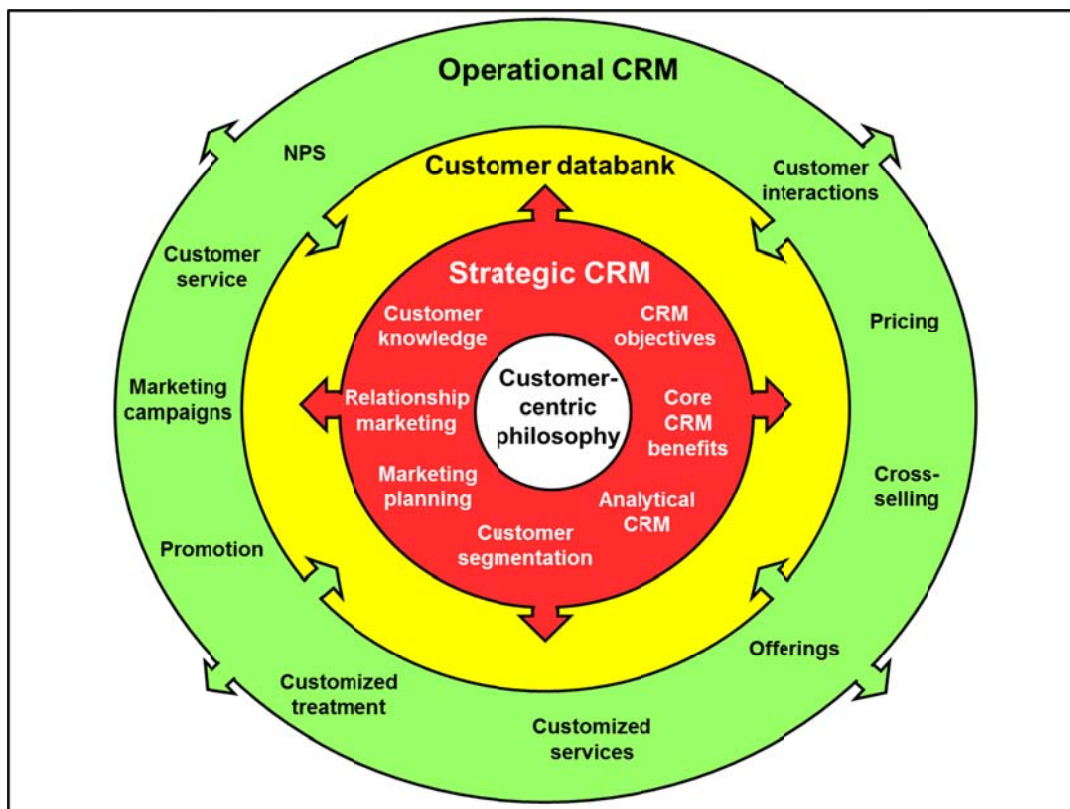 Operational CRM
NPS
Customer
interactions
Customer databank
Customer
service
Strategic CRM
Customer
knowledge
CRM
objectives
Pricing
Marketing
campaigns
Relationship
marketing
Customer-
centric
philosophy
Core
CRM
benefits
Marketing
planning
Analytical
CRM
Cross-
selling
Customer
segmentation
Promotion
Offerings
Customized
treatment
Customized
services